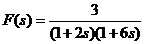 F(s) = 3 / ((1+2s)(1+6s))